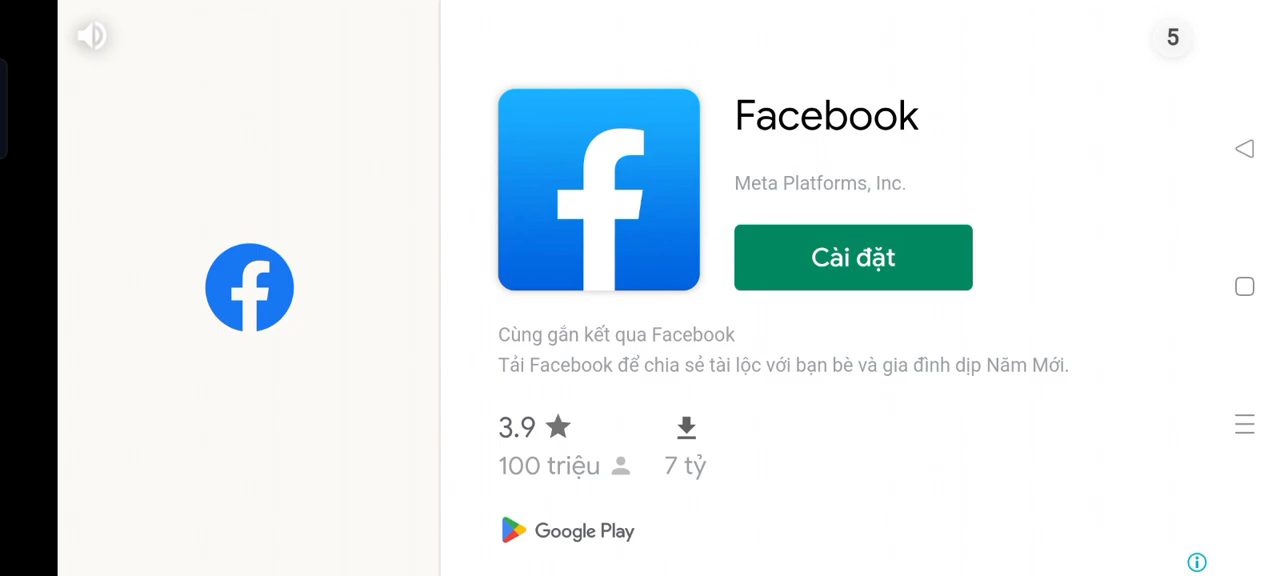 5
Facebook
Meta Platforms, Inc.
Cài đặt
Cùng gắn kết qua Facebook
Tải Facebook để chia sẻ tài lộc với bạn bè và gia đình dịp Năm Mới.
3.9
100 triệu
7 tỷ
Google Play